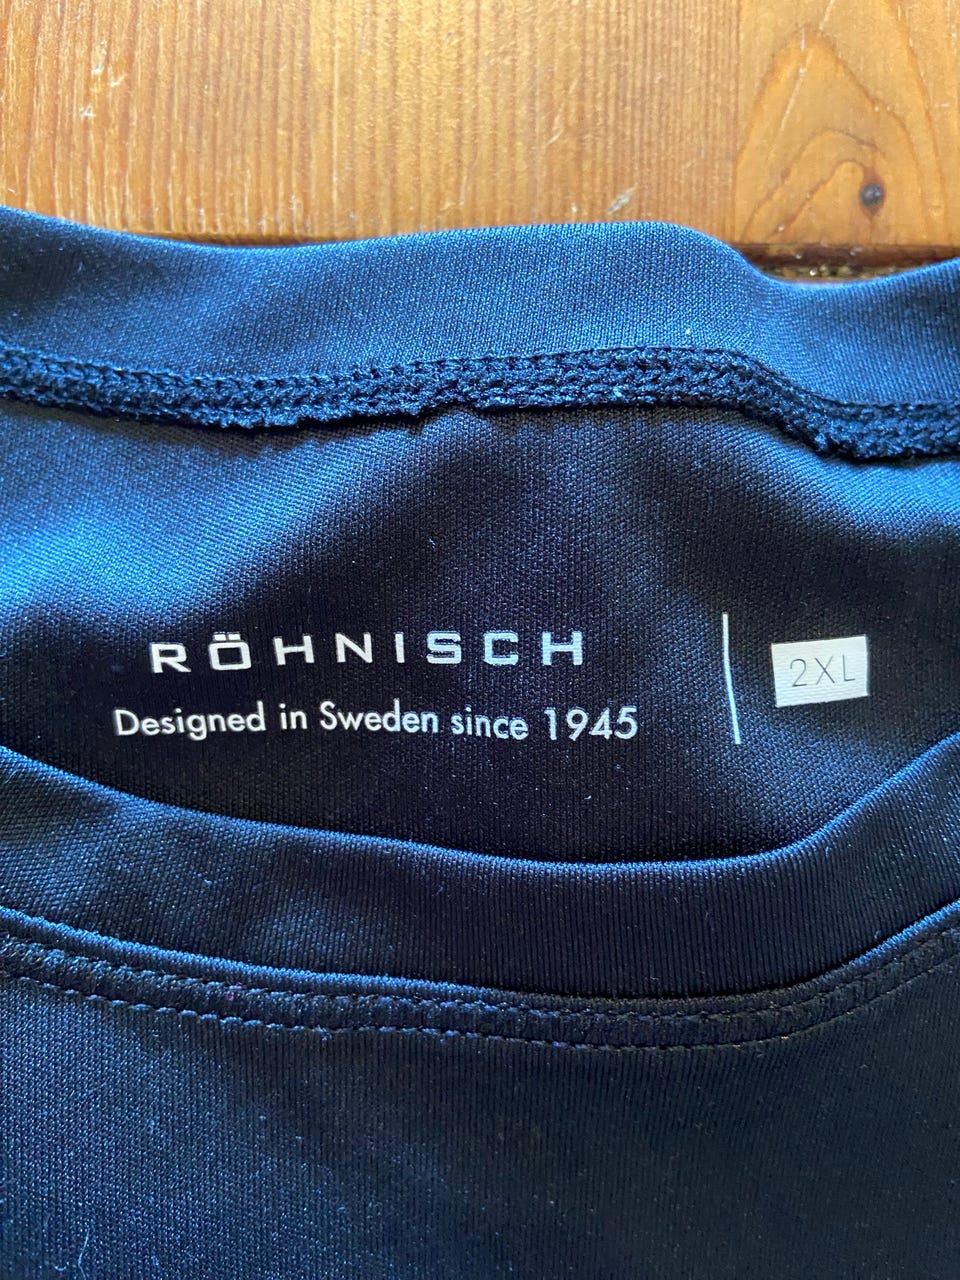 RÖHNISCH
Designed in Sweden since 1945
2XL